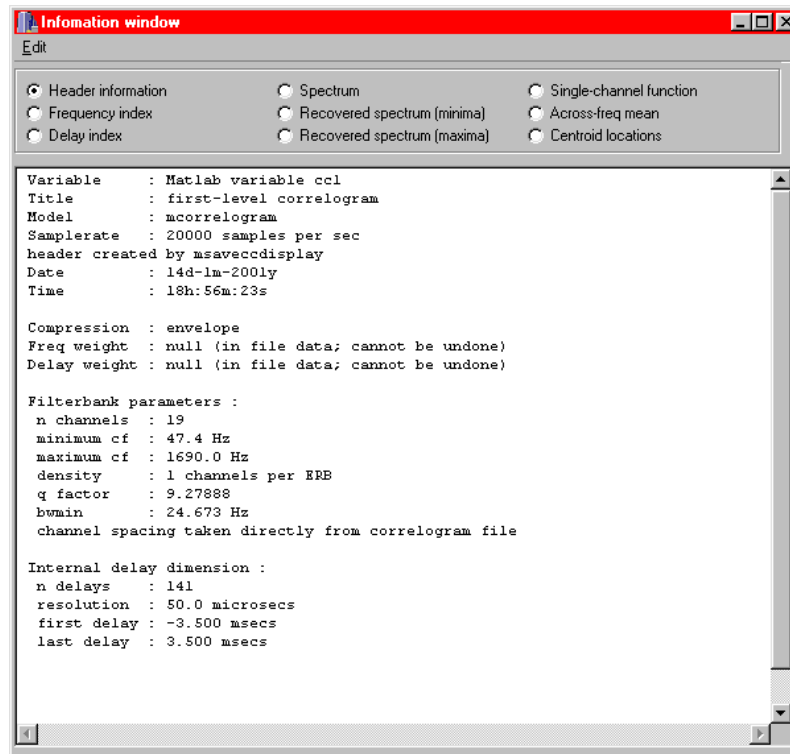 Infomation window
Edit
Header information
Spectrum
Single-channel function
Frequency index
Recovered spectrum (minima)
Across-freq mean
Delay index
Recovered spectrum (maxima)
Centroid locations
Variable : Matlab variable cc1
Title : first-level correlogram
Model : mcorrelogram
Samplerate : 20000 samples per sec
header created by msaveccdisplay
Date : 14d-1m-2001y
Time : 18h:56m:23s
Compression : envelope
Freq weight : null (in file data; cannot be undone)
Delay weight : null (in file data; cannot be undone)
Filterbank parameters :
n channels : 19
minimum cf : 47.4 Hz
maximum cf : 1690.0 Hz
density : 1 channels per ERB
q factor : 9.27888
bwmin : 24.673 Hz
channel spacing taken directly from correlogram file
Internal delay dimension :
n delays : 141
resolution : 50.0 microsecs
first delay : -3.500 msecs
last delay : 3.500 msecs